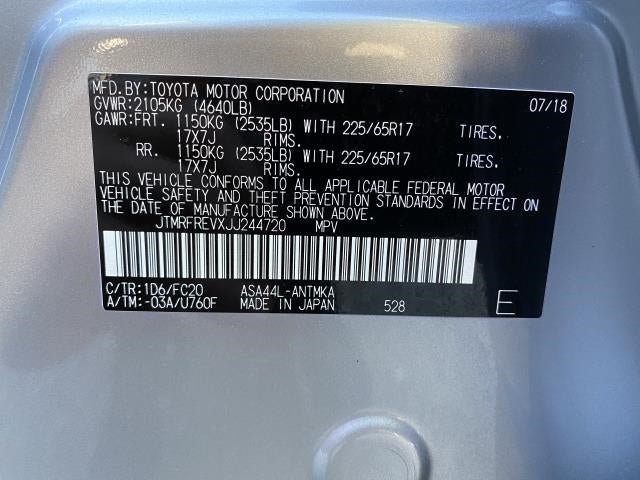 MFD.BY:TOYOTA MOTOR CORPORATION 07/18
GVWR:2105KG (4640LB)
GAWR:FRT. 1150KG (2535LB) WITH 225/65R17 TIRES.
17X7J RIMS.
RR. 1150KG (2535LB) WITH 225/65R17 TIRES.
17X7J RIMS.
THIS VEHICLE CONFORMS TO ALL APPLICABLE FEDERAL MOTOR
VEHICLE SAFETY AND THEFT PREVENTION STANDARDS IN EFFECT ON
THE DATE OF MANUFACTURE SHOWN ABOVE.
JTMRFREVXJJ244720 MPV
C/TR:1D6/FC20 ASA44L-ANTMKA
A/TM:-03A/U760F MADE IN JAPAN 528 E